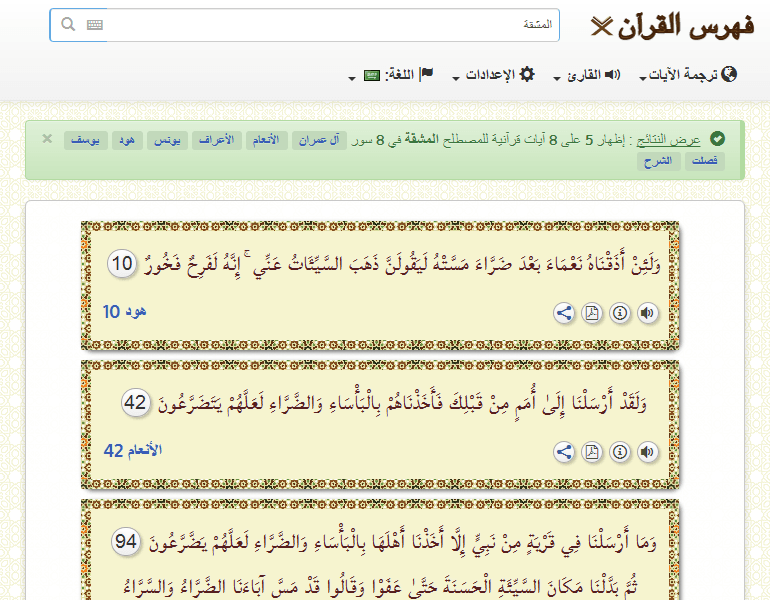 فهرس القرآن
المشقة
ترجمة الآيات
القارئ
الإعدادات
اللغة:
عرض النتائج : إظهار 5 على 8 آيات قرآنية للمصطلح المشقة في 8 سور آل عمران الأنعام الأعراف يونس هود يوسف ×
فصلت الشرح
وَلَئِنْ أَذَقْنَاهُ نَعْمَاءَ بَعْدَ ضَرَّاءَ مَسَّتْهُ لَيَقُولَنَّ ذَهَبَ السَّيِّئَاتُ عَنِّي ۚ إِنَّهُ لَفَرِحٌ فَخُورٌ 10
هود 10
وَلَقَدْ أَرْسَلْنَا إِلَىٰ أُمَمٍ مِنْ قَبْلِكَ فَأَخَذْنَاهُمْ بِالْبَأْسَاءِ وَالضَّرَّاءِ لَعَلَّهُمْ يَتَضَرَّعُونَ 42
الأنعام 42
وَمَا أَرْسَلْنَا فِي قَرْيَةٍ مِنْ نَبِيٍّ إِلَّا أَخَذْنَا أَهْلَهَا بِالْبَأْسَاءِ وَالضَّرَّاءِ لَعَلَّهُمْ يَضَّرَّعُونَ 94
ثُمَّ بَدَّلْنَا مَكَانَ السَّيِّئَةِ الْحَسَنَةَ حَتَّىٰ عَفَوْا وَقَالُوا قَدْ مَسَّ آبَاءَنَا الضَّرَّاءُ وَالسَّرَّاءُ